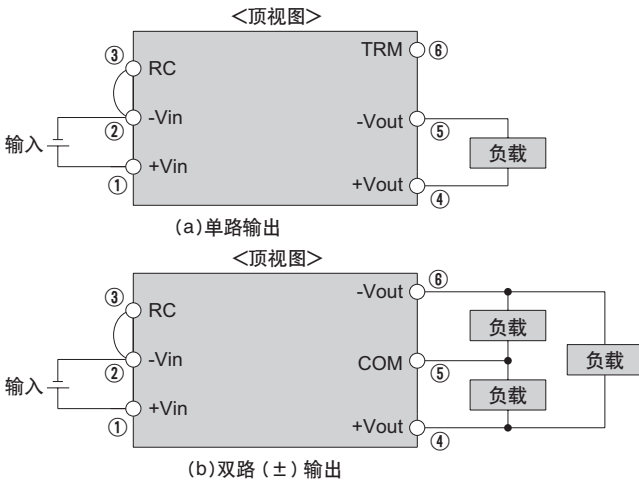 <顶视图>
③ RC TRM ⑥
② -Vin -Vout ⑤
输入 负载
① +Vin +Vout ④
(a)单路输出
<顶视图>
③ RC -Vout ⑥
负载
② -Vin COM ⑤ 负载
输入 负载
① +Vin +Vout ④
(b)双路(±)输出